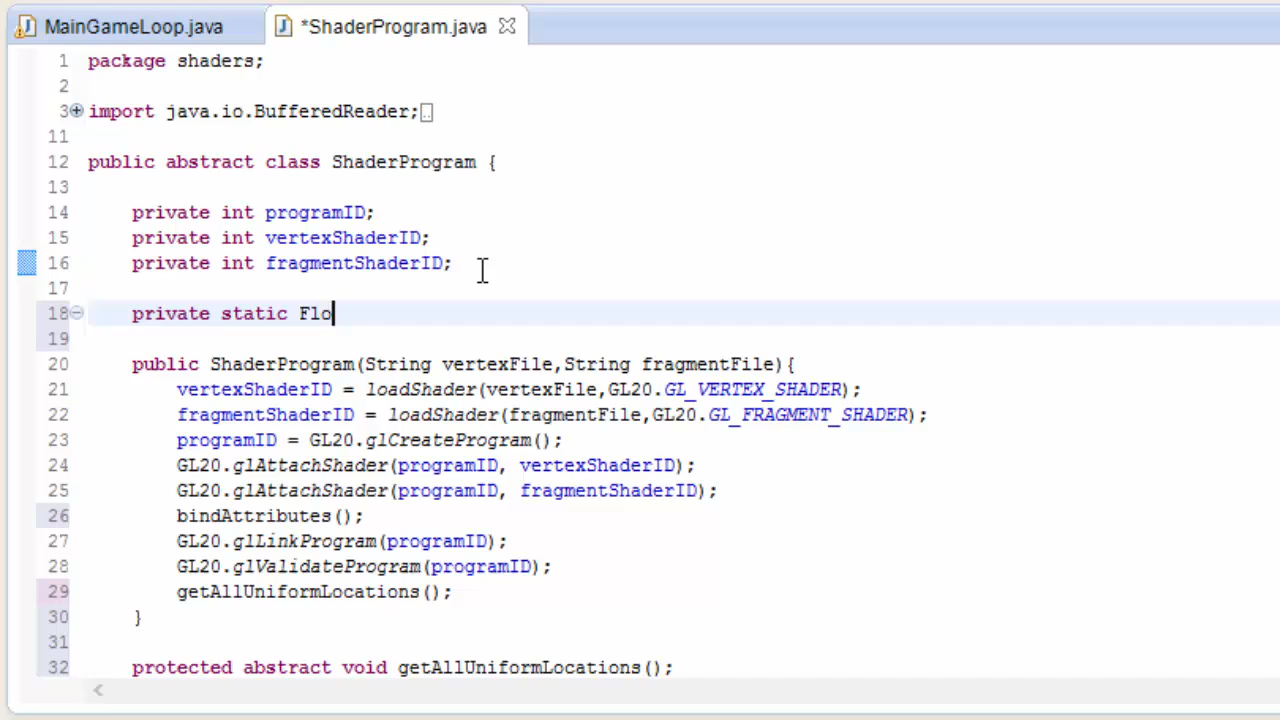 MainGameLoop.java
*ShaderProgram.java
1 package shaders;
2
3 import java.io.BufferedReader;
11
12 public abstract class ShaderProgram {
13
14 private int programID;
15 private int vertexShaderID;
16 private int fragmentShaderID;
17
18 private static Flo
19
20 public ShaderProgram(String vertexFile,String fragmentFile){
21 vertexShaderID = loadShader(vertexFile,GL20.GL_VERTEX_SHADER);
22 fragmentShaderID = loadShader(fragmentFile,GL20.GL_FRAGMENT_SHADER);
23 programID = GL20.glCreateProgram();
24 GL20.glAttachShader(programID, vertexShaderID);
25 GL20.glAttachShader(programID, fragmentShaderID);
26 bindAttributes();
27 GL20.glLinkProgram(programID);
28 GL20.glValidateProgram(programID);
29 getAllUniformLocations();
30 }
31
32 protected abstract void getAllUniformLocations();